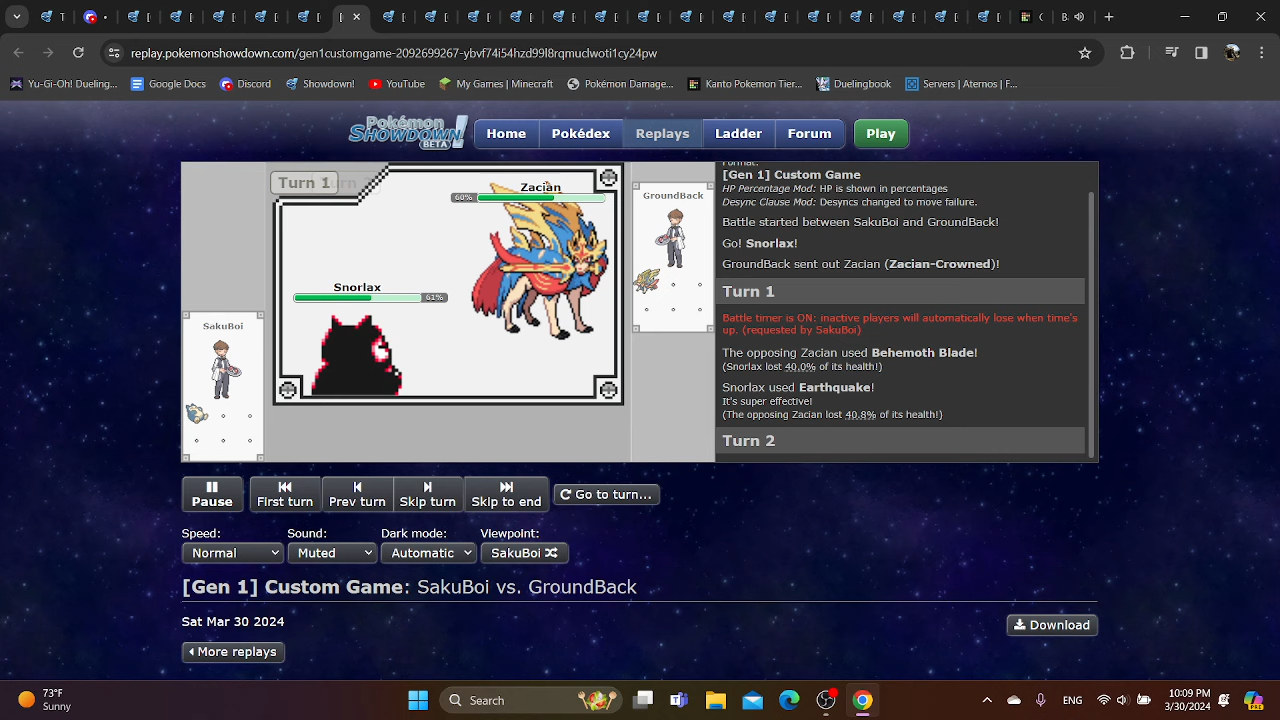 replay.pokemonshowdown.com/gen1customgame-2092699267-ybvf74i54hzd99l8rqmudwoti1cy24pw
Yu-Gi-Oh! Dueling...
Google Docs
Discord
Showdown!
YouTube
My Games | Minecraft
Pokémon Damag...
Kanto Pokemon Tier...
Duelingbook
Servers | Aternos | F...
Pokémon SHOWDOWN! BETA
Home
Pokédex
Replays
Ladder
Forum
Play
Turn 1
Zacian
60%
Snorlax
61%
SakuBoi
GroundBack
Format:
[Gen 1] Custom Game
HP Percentage Mod: HP is shown in percentages
Desync Clause Mod: Desyncs changed to move failure.
Battle started between SakuBoi and GroundBack!
Go! Snorlax!
GroundBack sent out Zacian (Zacian-Crowned)!
Turn 1
Battle timer is ON: inactive players will automatically lose when time's
up. (requested by SakuBoi)
The opposing Zacian used Behemoth Blade!
(Snorlax lost 40.0% of its health!)
Snorlax used Earthquake!
It's super effective!
(The opposing Zacian lost 40.8% of its health!)
Turn 2
Pause
First turn
Prev turn
Skip turn
Skip to end
Go to turn...
Speed:
Sound:
Dark mode:
Viewpoint:
Normal
Muted
Automatic
SakuBoi
[Gen 1] Custom Game: SakuBoi vs. GroundBack
Sat Mar 30 2024
Download
More replays
73°F
Sunny
Search
ENG
10:09 PM
3/30/2024
PRE